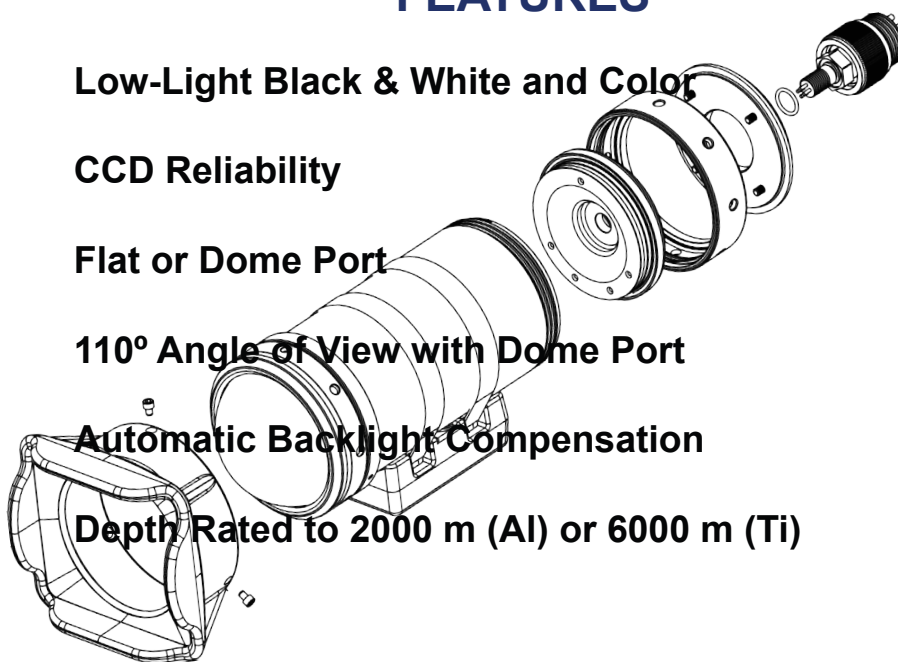 FEATURES
Low-Light Black & White and Color
CCD Reliability
Flat or Dome Port
110º Angle of View with Dome Port
Automatic Backlight Compensation
Depth Rated to 2000 m (Al) or 6000 m (Ti)